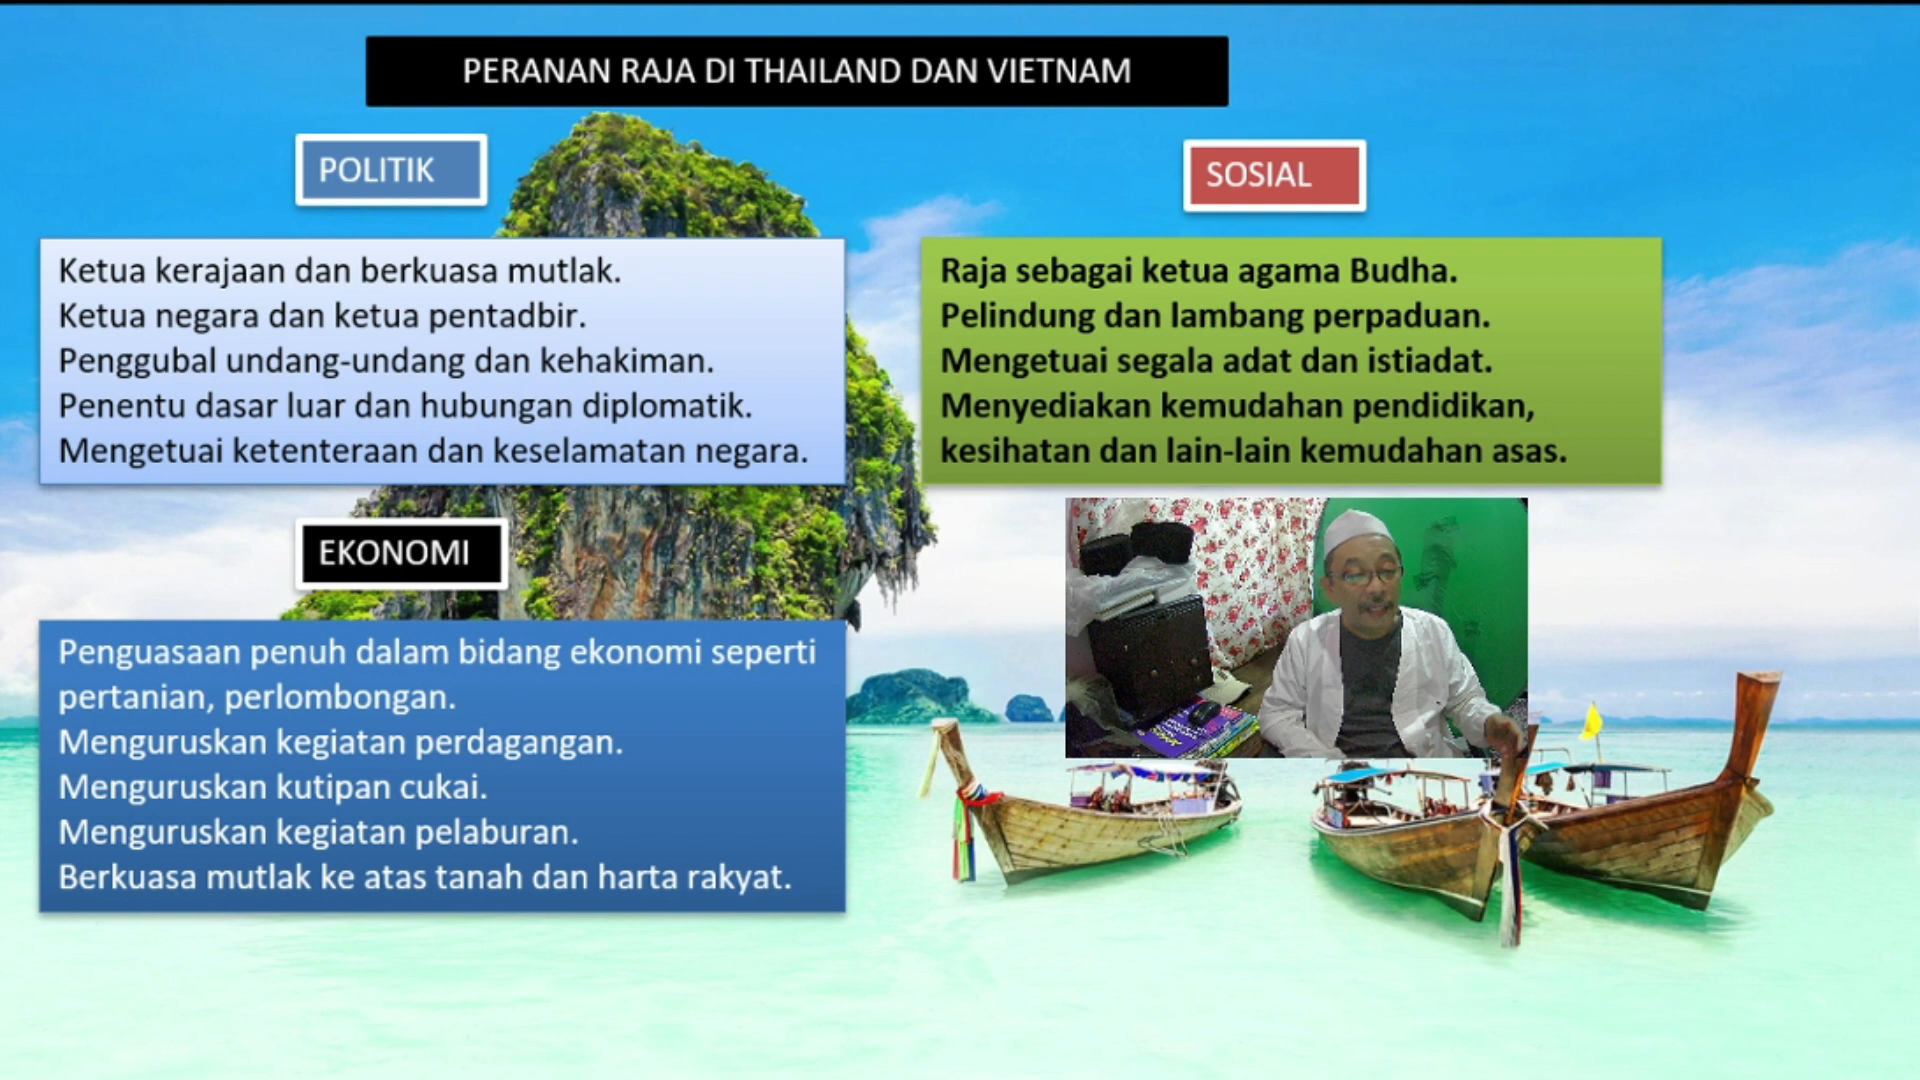 PERANAN RAJA DI THAILAND DAN VIETNAM
POLITIK
Ketua kerajaan dan berkuasa mutlak.
Ketua negara dan ketua pentadbir.
Penggubal undang-undang dan kehakiman.
Penentu dasar luar dan hubungan diplomatik.
Mengetuai ketenteraan dan keselamatan negara.
SOSIAL
Raja sebagai ketua agama Budha.
Pelindung dan lambang perpaduan.
Mengetuai segala adat dan istiadat.
Menyediakan kemudahan pendidikan,
kesihatan dan lain-lain kemudahan asas.
EKONOMI
Penguasaan penuh dalam bidang ekonomi seperti
pertanian, perlombongan.
Menguruskan kegiatan perdagangan.
Menguruskan kutipan cukai.
Menguruskan kegiatan pelaburan.
Berkuasa mutlak ke atas tanah dan harta rakyat.